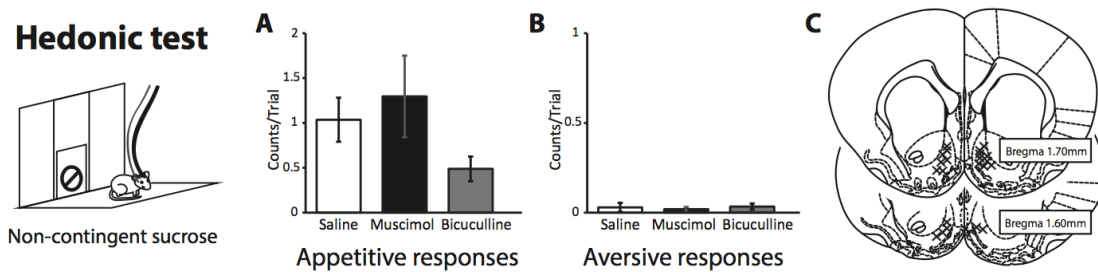 Hedonic test
Non-contingent sucrose
A
2
1.5
1
0.5
0
Counts/Trial
Saline Muscimol Bicuculline
Appetitive responses
B
1
0.5
0
Counts/Trial
Saline Muscimol Bicuculline
Aversive responses
C
Bregma 1.70mm
Bregma 1.60mm